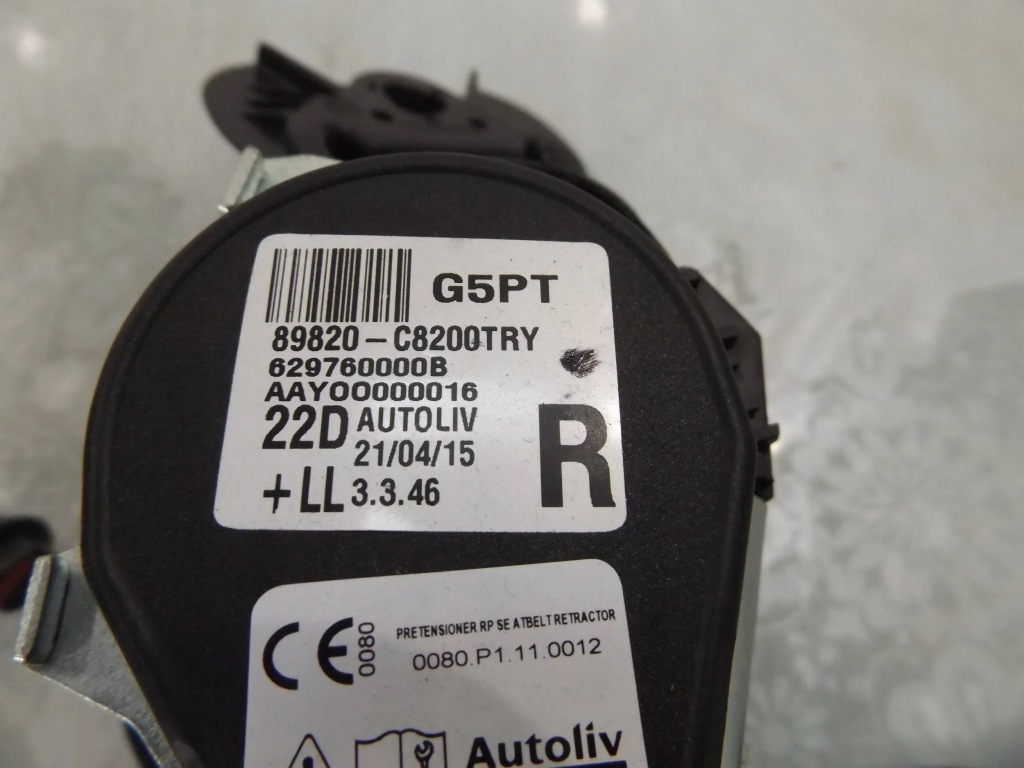 G5PT
89820-C8200TRY
629760000B
AAY00000016
22D AUTOLIV
21/04/15
+LL 3.3.46
R
CE 0080
PRETENSIONER RP SEATBELT RETRACTOR
0080.P1.11.0012
Autoliv